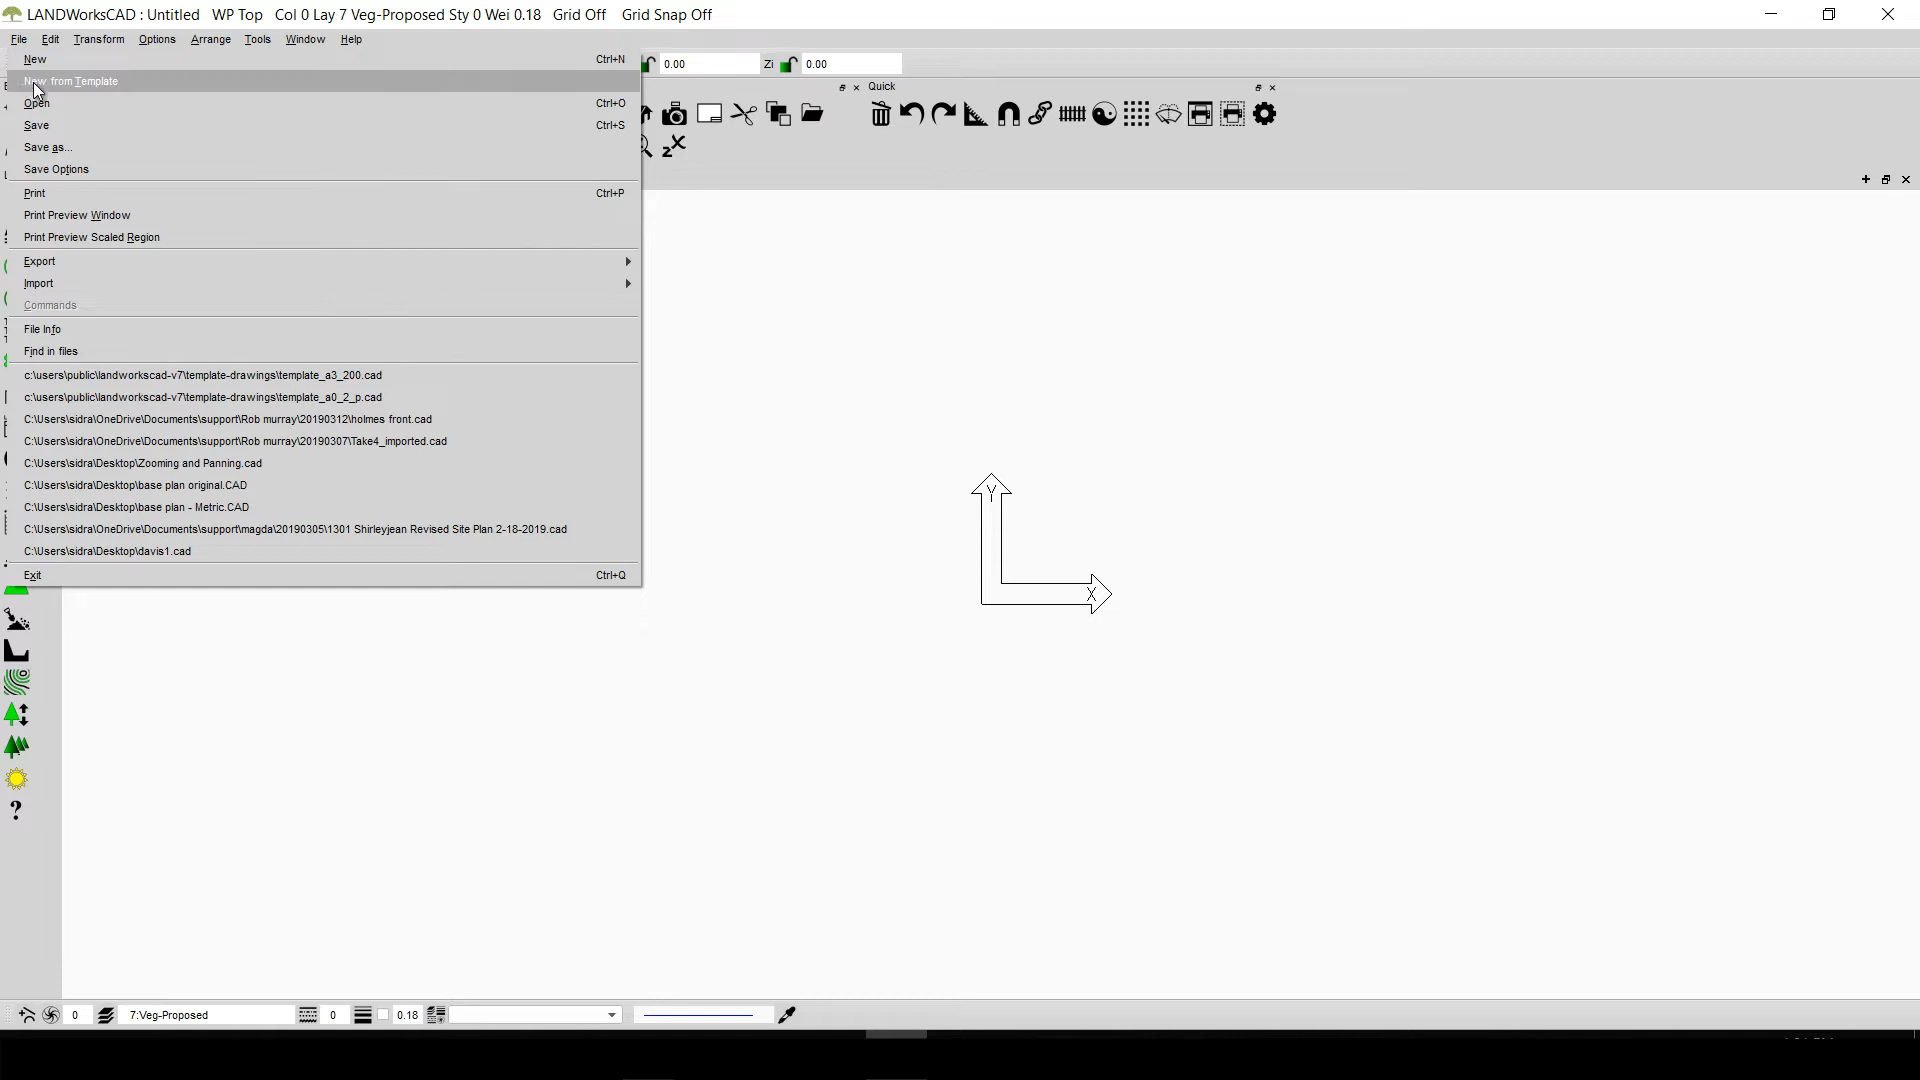 LANDWorksCAD : Untitled WP Top Col 0 Lay 7 Veg-Proposed Sty 0 Wei 0.18 Grid Off Grid Snap Off
File Edit Transform Options Arrange Tools Window Help
New Ctrl+N
0.00 Zi 0.00
New from Template
Quick
Open Ctrl+O
Save Ctrl+S
Save as...
Save Options
Print Ctrl+P
Print Preview Window
Print Preview Scaled Region
Export
Import
Commands
File Info
Find in files
c:\users\public\landworkscad-v7\template-drawings\template_a3_200.cad
c:\users\public\landworkscad-v7\template-drawings\template_a0_2_p.cad
C:\Users\sidra\OneDrive\Documents\support\Rob murray\20190312\holmes front.cad
C:\Users\sidra\OneDrive\Documents\support\Rob murray\20190307\Take4_imported.cad
C:\Users\sidra\Desktop\Zooming and Panning.cad
C:\Users\sidra\Desktop\base plan original.CAD
C:\Users\sidra\Desktop\base plan - Metric.CAD
C:\Users\sidra\OneDrive\Documents\support\magda\20190305\1301 Shirleyjean Revised Site Plan 2-18-2019.cad
C:\Users\sidra\Desktop\davis1.cad
Exit Ctrl+Q
Y
X
0 7:Veg-Proposed 0 0.18